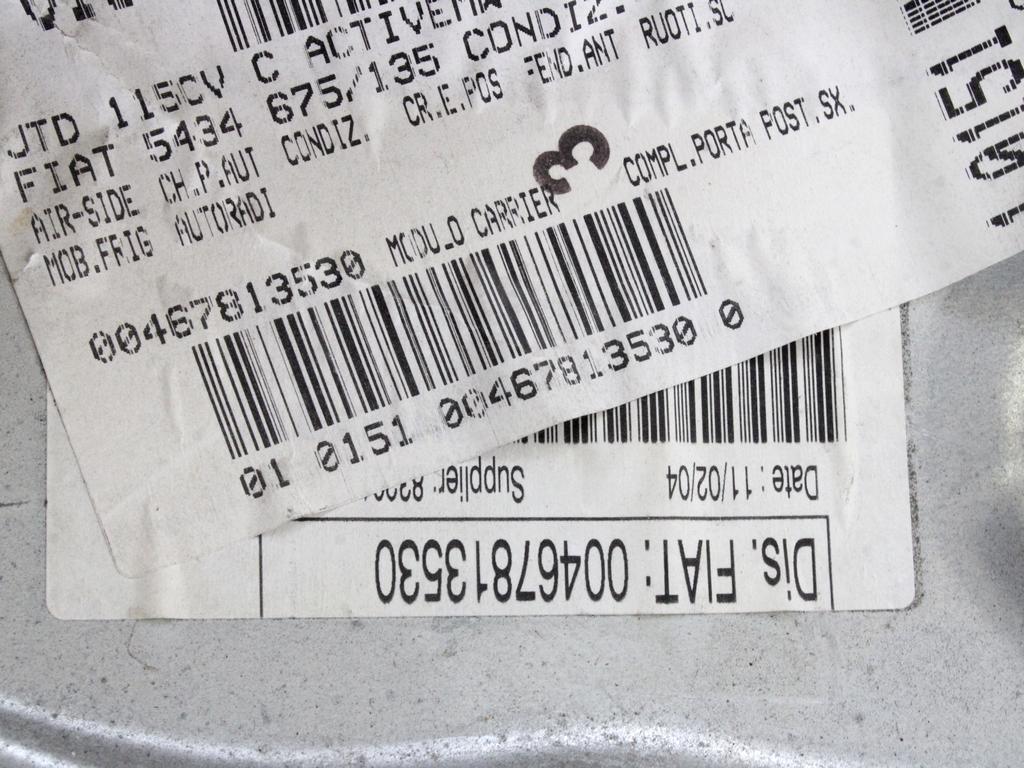 JTD 115CV C ACTIVEMA
FIAT 5434 675/135 CONDIZ.
AIR-SIDE CH.P.AUT CONDIZ. CR.E.POS FEND.ANT RUOTI.SC
MOB.FRIG AUTORADI
3
00467813530 MODULO CARRIER COMPL.PORTA POST.SX.
01 0151 00467813530 0
Date : 11/02/04
Supplier:
Dis. FIAT: 00467813530